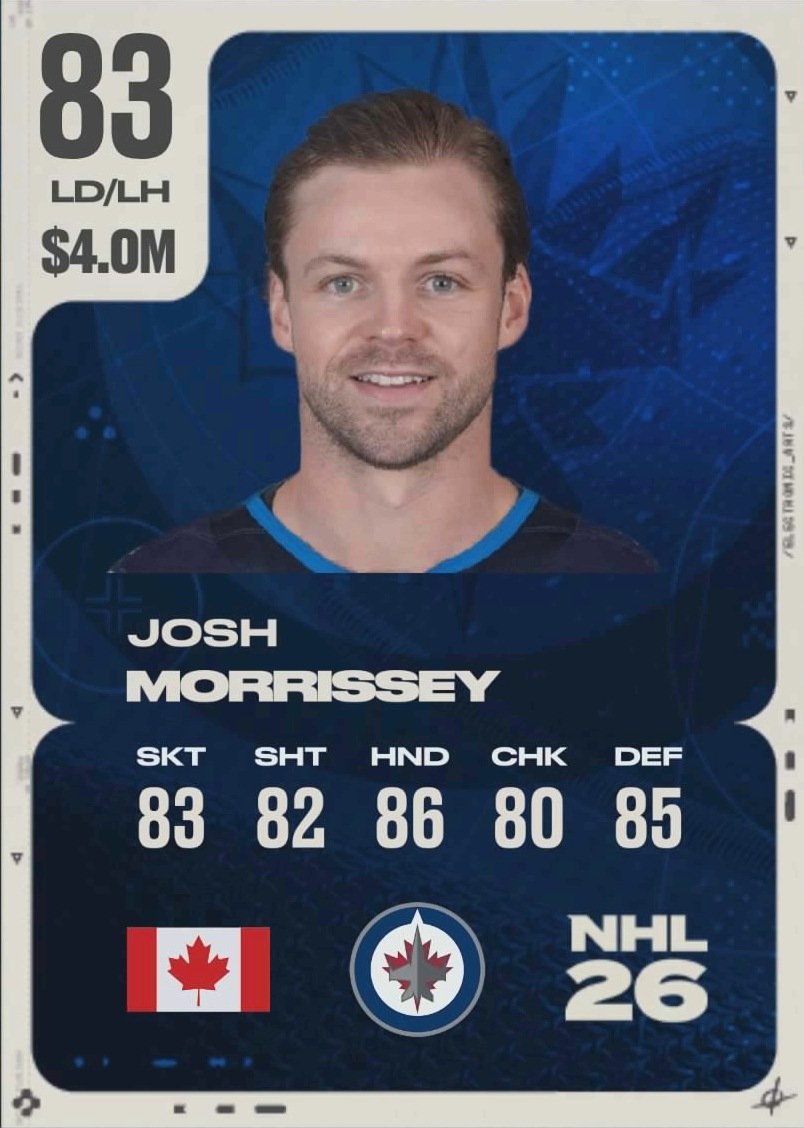 83
LD/LH
$4.0M
/ELECTRONIC_ARTS/
JOSH
MORRISSEY
SKT SHT HND CHK DEF
83 82 86 80 85
NHL
26